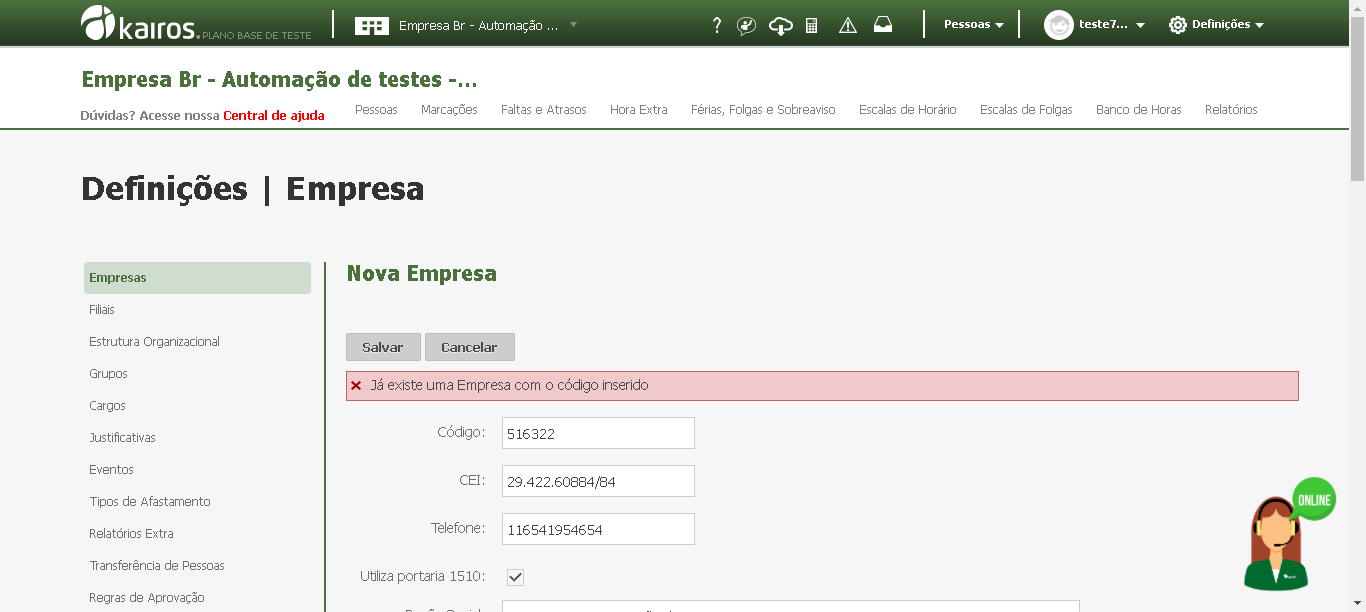 kairos. PLANO BASE DE TESTE
Empresa Br - Automação ...
?
Pessoas
teste7...
Definições
Empresa Br - Automação de testes -...
Dúvidas? Acesse nossa Central de ajuda
Pessoas
Marcações
Faltas e Atrasos
Hora Extra
Férias, Folgas e Sobreaviso
Escalas de Horário
Escalas de Folgas
Banco de Horas
Relatórios
Definições | Empresa
Empresas
Filiais
Estrutura Organizacional
Grupos
Cargos
Justificativas
Eventos
Tipos de Afastamento
Relatórios Extra
Transferência de Pessoas
Regras de Aprovação
Nova Empresa
Salvar
Cancelar
Já existe uma Empresa com o código inserido
Código: 516322
CEI: 29.422.60884/84
Telefone: 116541954654
Utiliza portaria 1510:
ONLINE